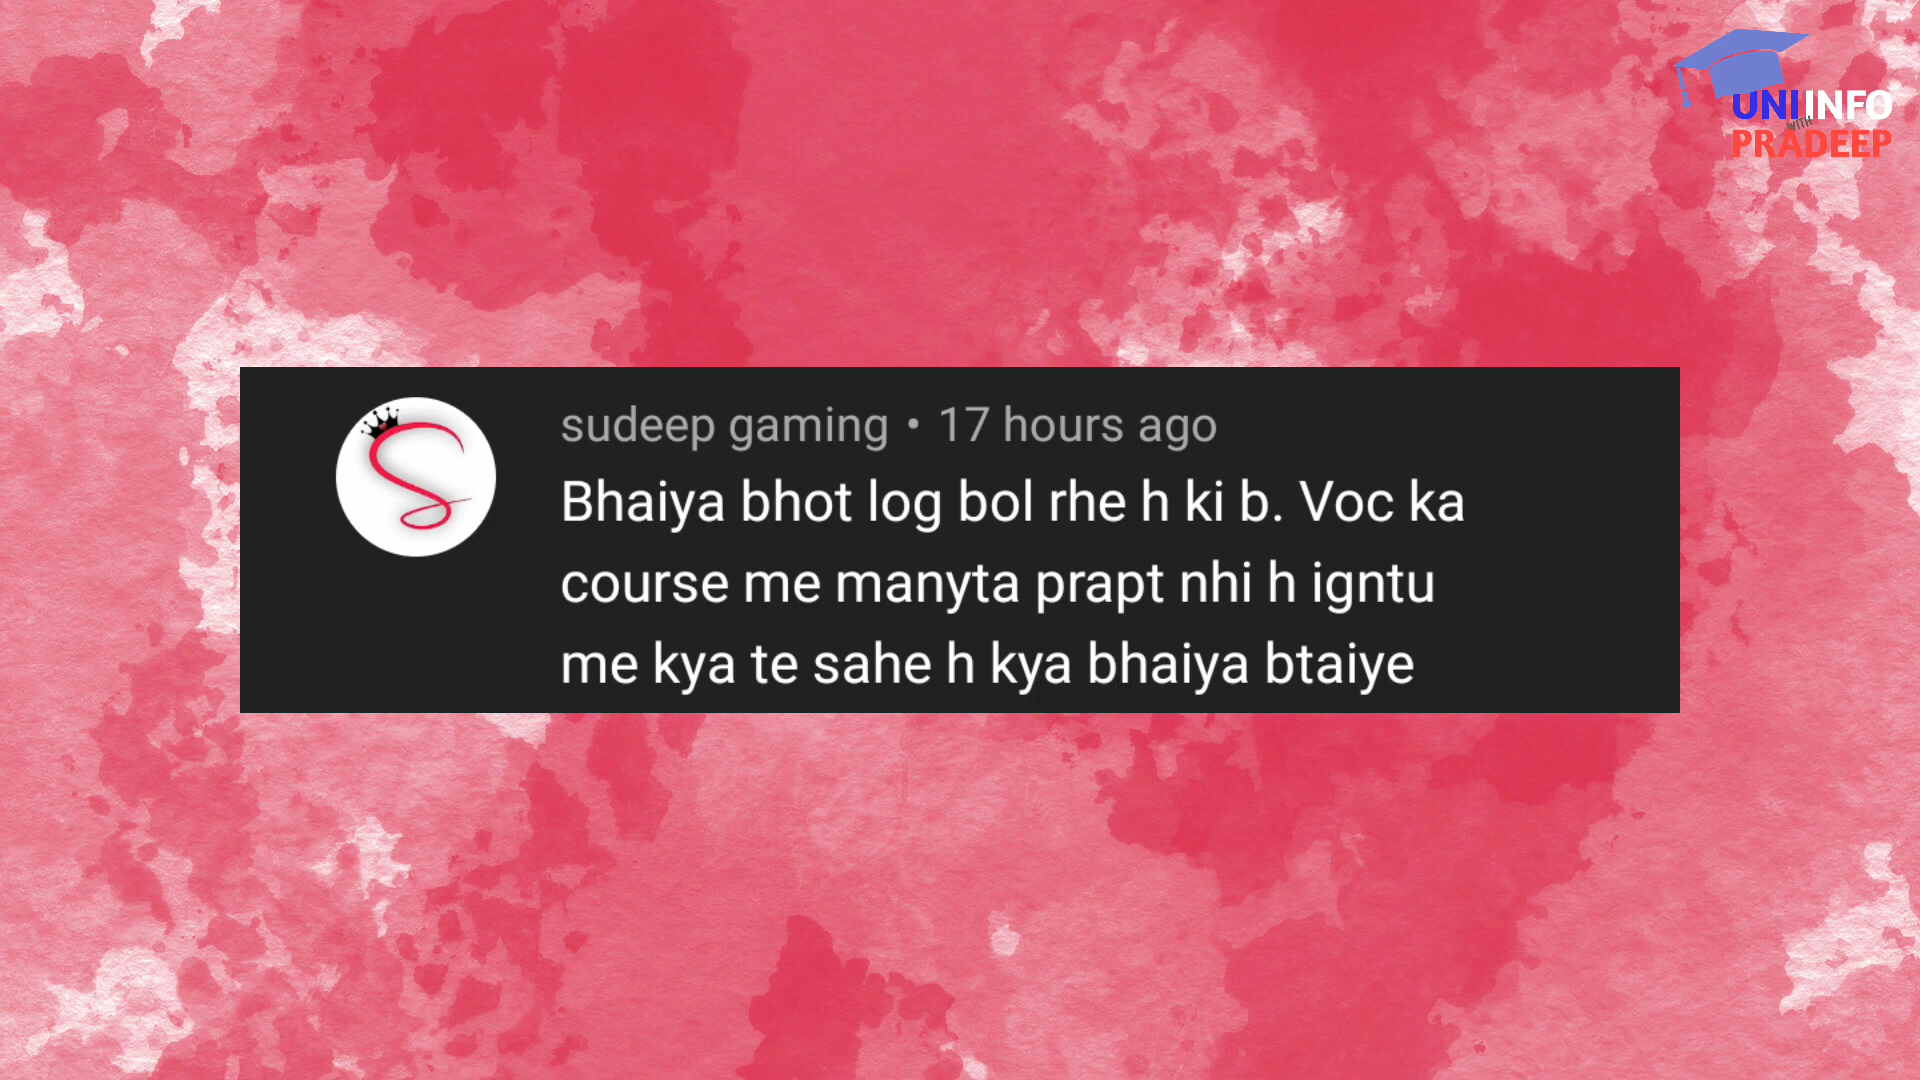 UNIINFO
WITH
PRADEEP
sudeep gaming • 17 hours ago
Bhaiya bhot log bol rhe h ki b. Voc ka
course me manyta prapt nhi h igntu
me kya te sahe h kya bhaiya btaiye